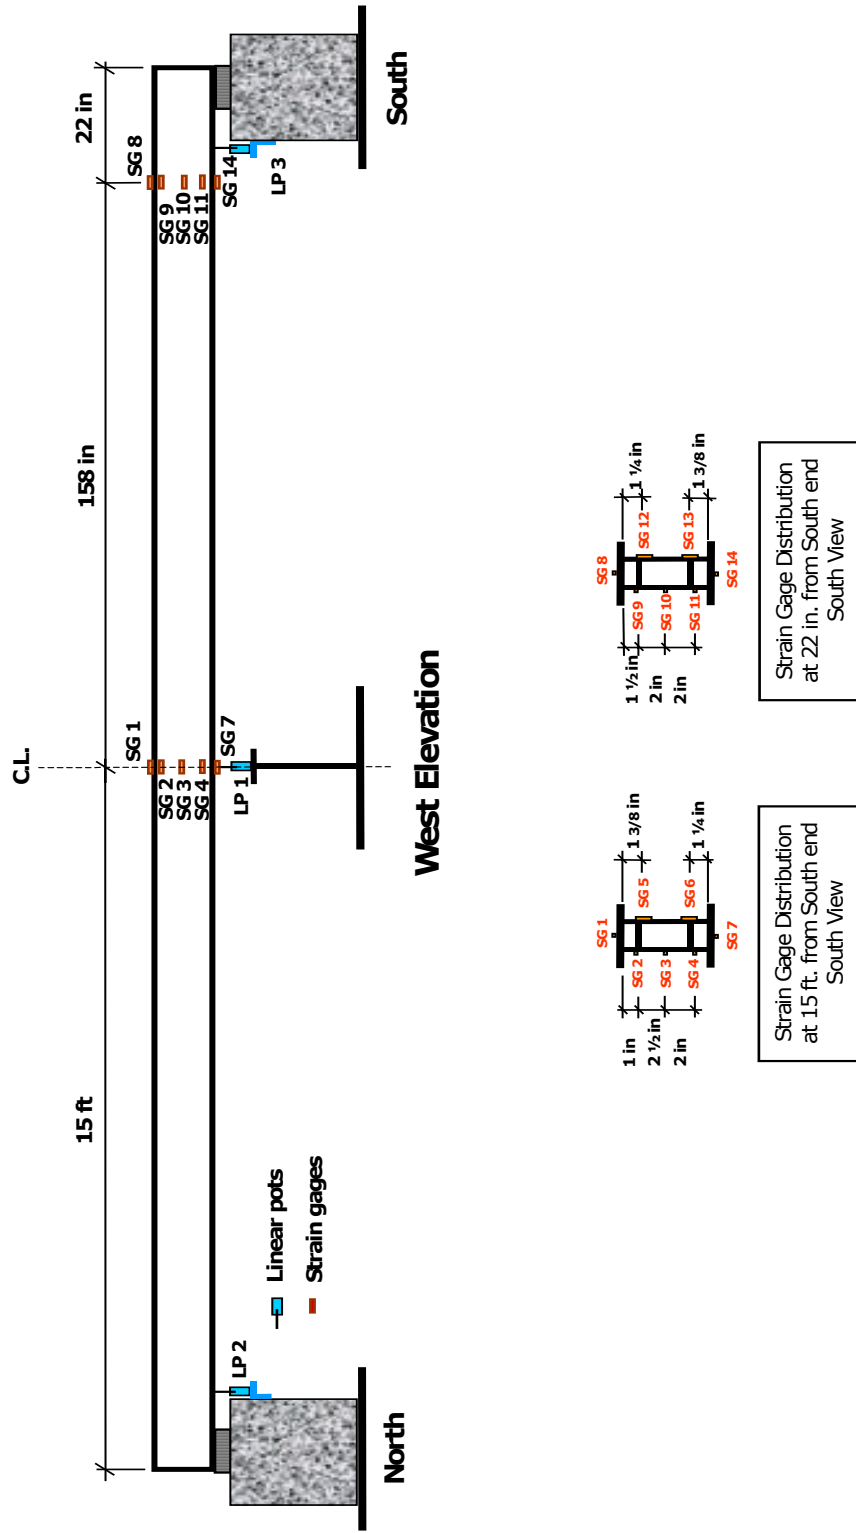 C.L.
15 ft
158 in
22 in
SG 1
SG 2
SG 3
SG 4
SG 7
LP 1
SG 8
SG 9
SG 10
SG 11
SG 14
LP 3
LP 2
Linear pots
Strain gages
North
South
West Elevation
SG 1
1 in
2 ½ in
2 in
SG 2
SG 3
SG 4
SG 5
SG 6
1 3/8 in
1 ¼ in
SG 7
Strain Gage Distribution
at 15 ft. from South end
South View
SG 8
1 ½ in
2 in
2 in
SG 9
SG 10
SG 11
SG 12
SG 13
1 ¼ in
1 3/8 in
SG 14
Strain Gage Distribution
at 22 in. from South end
South View